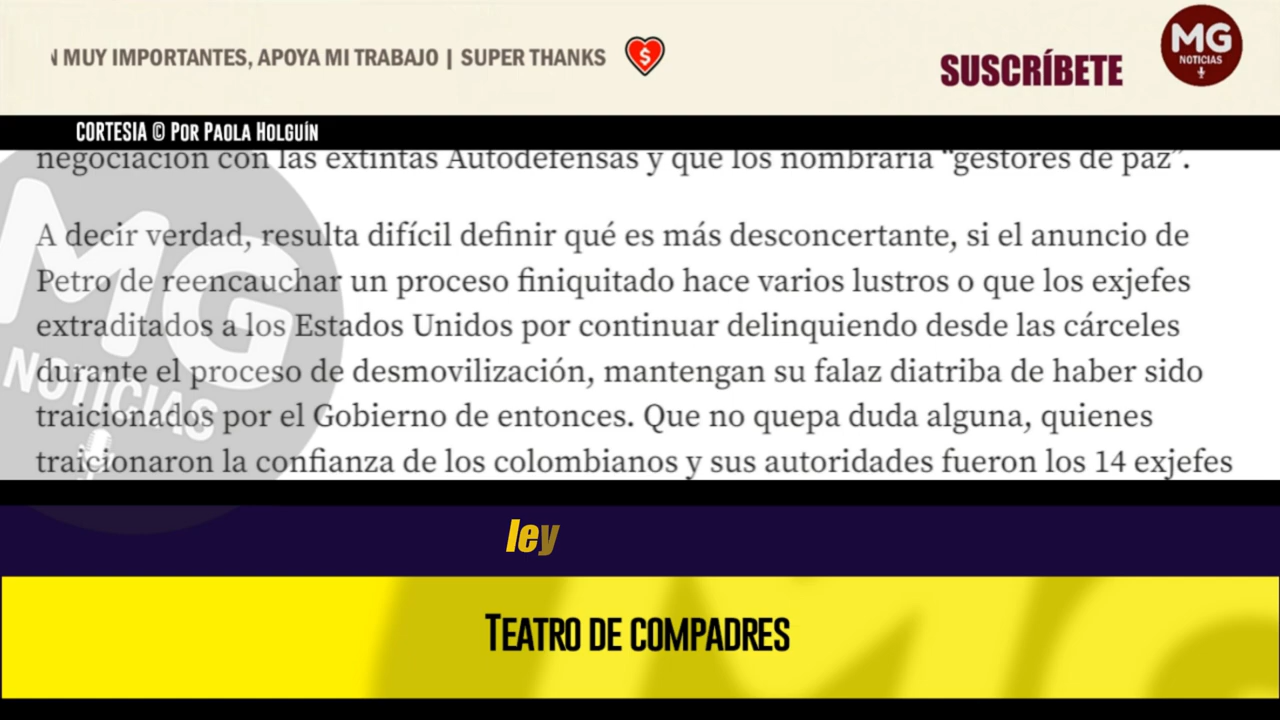 MUY IMPORTANTES, APOYA MI TRABAJO | SUPER THANKS
SUSCRÍBETE
MG
NOTICIAS
CORTESIA © POR PAOLA HOLGUÍN
negociación con las extintas Autodefensas y que los nombraría “gestores de paz”.
A decir verdad, resulta difícil definir qué es más desconcertante, si el anuncio de
Petro de reencauchar un proceso finiquitado hace varios lustros o que los exjefes
extraditados a los Estados Unidos por continuar delinquiendo desde las cárceles
durante el proceso de desmovilización, mantengan su falaz diatriba de haber sido
traicionados por el Gobierno de entonces. Que no quepa duda alguna, quienes
traicionaron la confianza de los colombianos y sus autoridades fueron los 14 exjefes
MG
NOTICIAS
ley
TEATRO DE COMPADRES